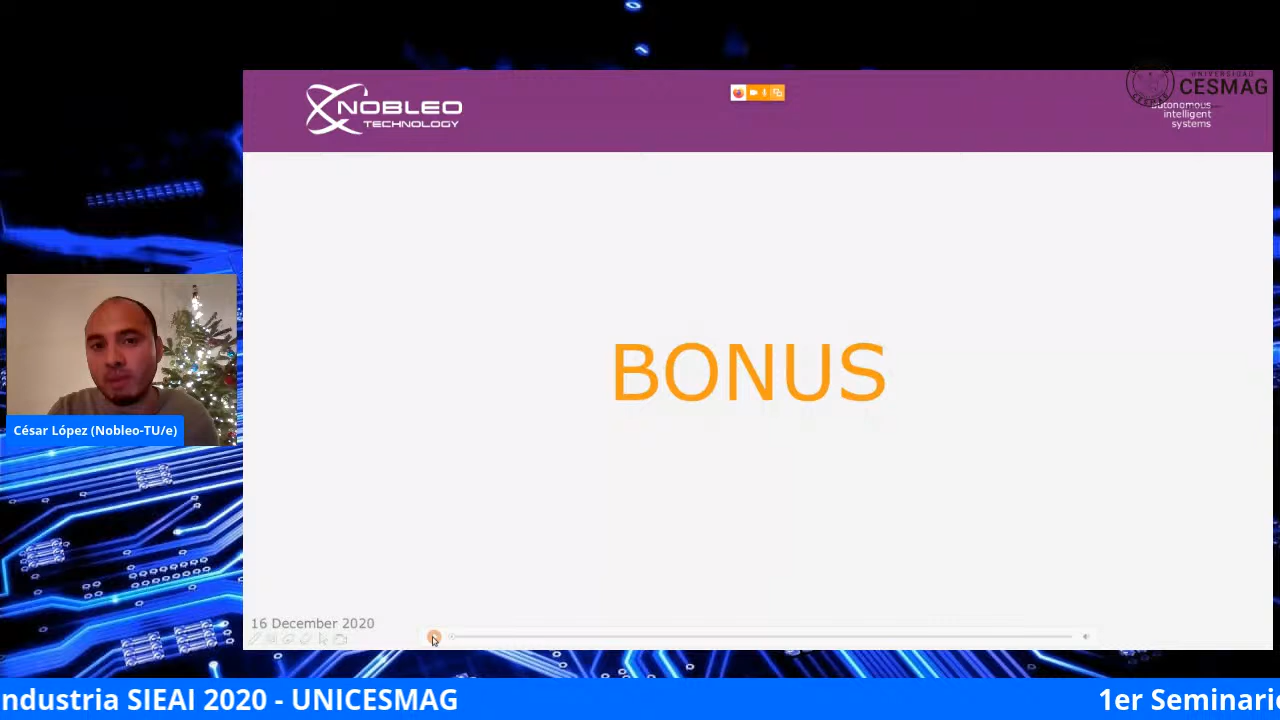 NOBLEO
TECHNOLOGY
UNIVERSIDAD
CESMAG
autonomous
intelligent
systems
BONUS
César López (Nobleo-TU/e)
16 December 2020
ndustria SIEAI 2020 - UNICESMAG
1er Seminario